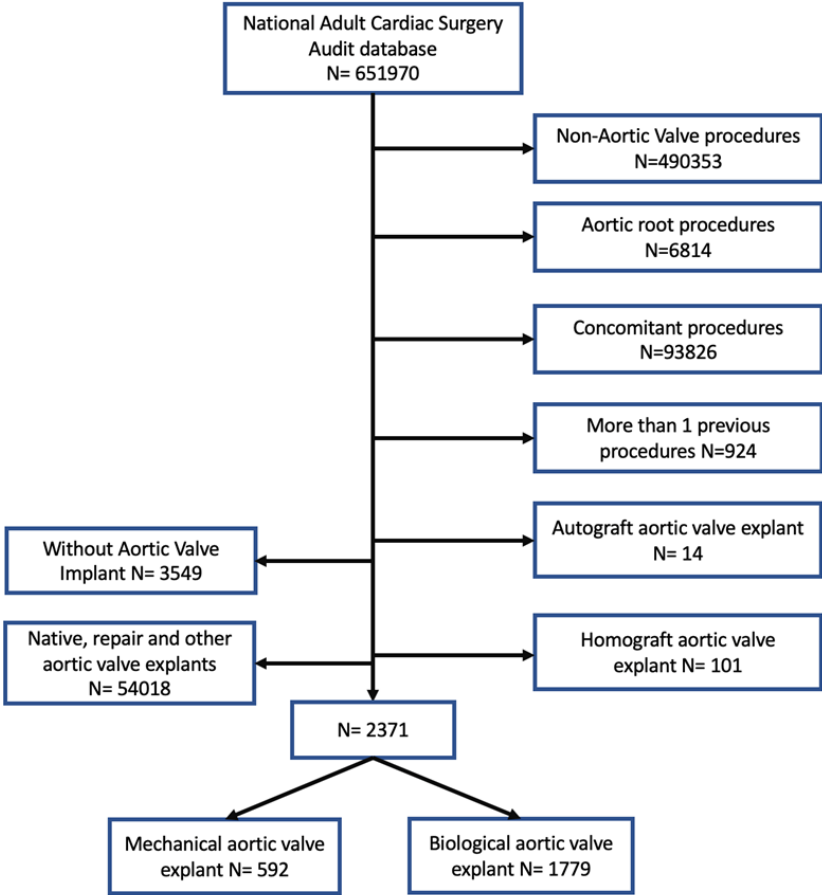 National Adult Cardiac Surgery
Audit database
N= 651970
Non-Aortic Valve procedures
N=490353
Aortic root procedures
N=6814
Concomitant procedures
N=93826
More than 1 previous
procedures N=924
Autograft aortic valve explant
N= 14
Without Aortic Valve
Implant N= 3549
Homograft aortic valve
explant N= 101
Native, repair and other
aortic valve explants
N= 54018
N= 2371
Mechanical aortic valve
explant N= 592
Biological aortic valve
explant N= 1779